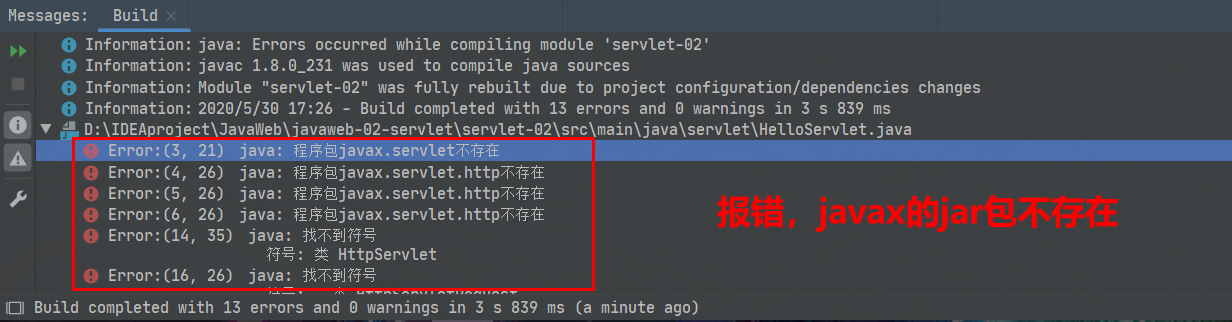 Messages: Build ×
Information: java: Errors occurred while compiling module 'servlet-02'
Information: javac 1.8.0_231 was used to compile java sources
Information: Module "servlet-02" was fully rebuilt due to project configuration/dependencies changes
Information: 2020/5/30 17:26 - Build completed with 13 errors and 0 warnings in 3 s 839 ms
D:\IDEAproject\JavaWeb\javaweb-02-servlet\servlet-02\src\main\java\servlet\HelloServlet.java
Error:(3, 21) java: 程序包javax.servlet不存在
Error:(4, 26) java: 程序包javax.servlet.http不存在
Error:(5, 26) java: 程序包javax.servlet.http不存在
Error:(6, 26) java: 程序包javax.servlet.http不存在
报错，javax的jar包不存在
Error:(14, 35) java: 找不到符号
符号: 类 HttpServlet
Error:(16, 26) java: 找不到符号
Build completed with 13 errors and 0 warnings in 3 s 839 ms (a minute ago)